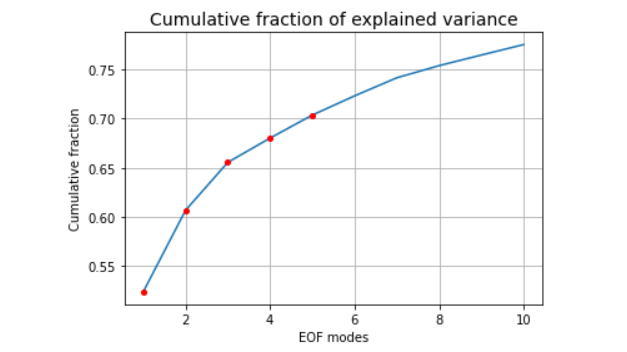 Cumulative fraction of explained variance
Cumulative fraction
0.75
0.70
0.65
0.60
0.55
2 4 6 8 10
EOF modes